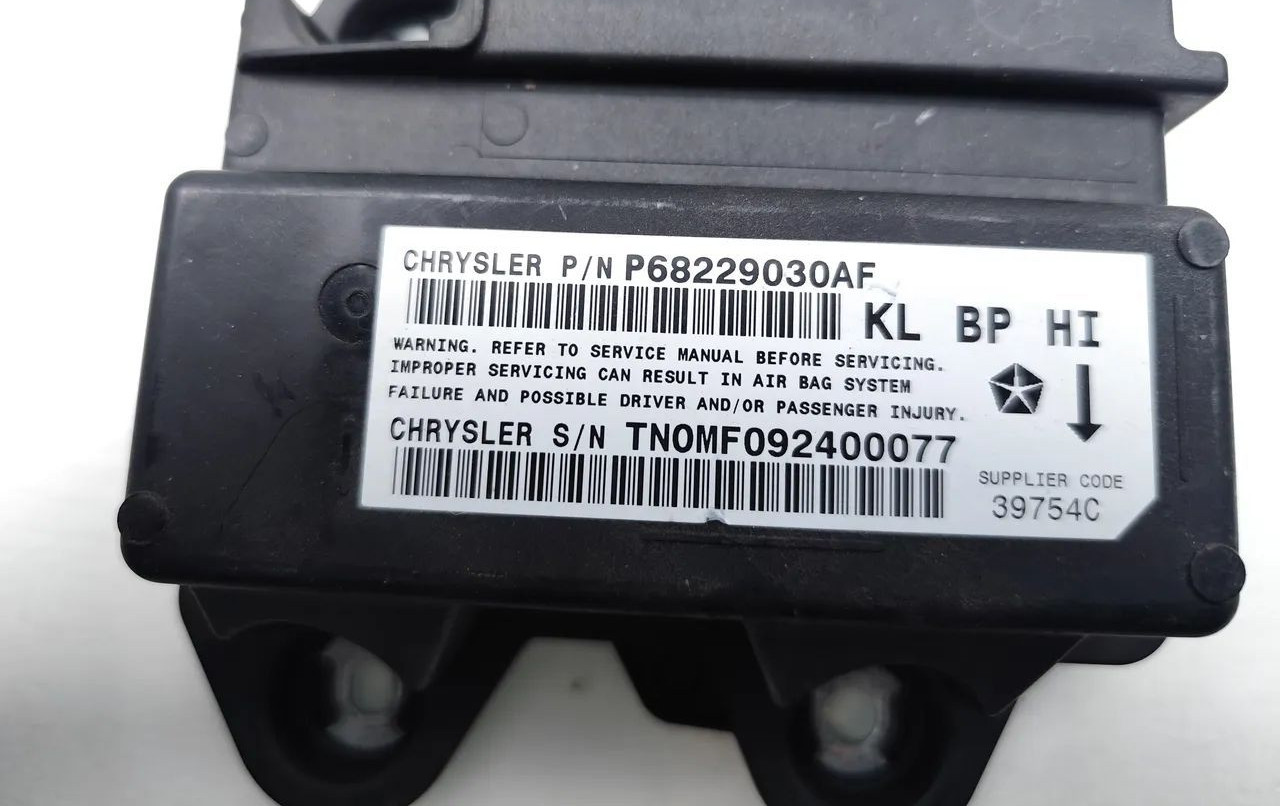 CHRYSLER P/N P68229030AF
KL BP HI
WARNING. REFER TO SERVICE MANUAL BEFORE SERVICING.
IMPROPER SERVICING CAN RESULT IN AIR BAG SYSTEM
FAILURE AND POSSIBLE DRIVER AND/OR PASSENGER INJURY.
CHRYSLER S/N TNOMF092400077
SUPPLIER CODE
39754C